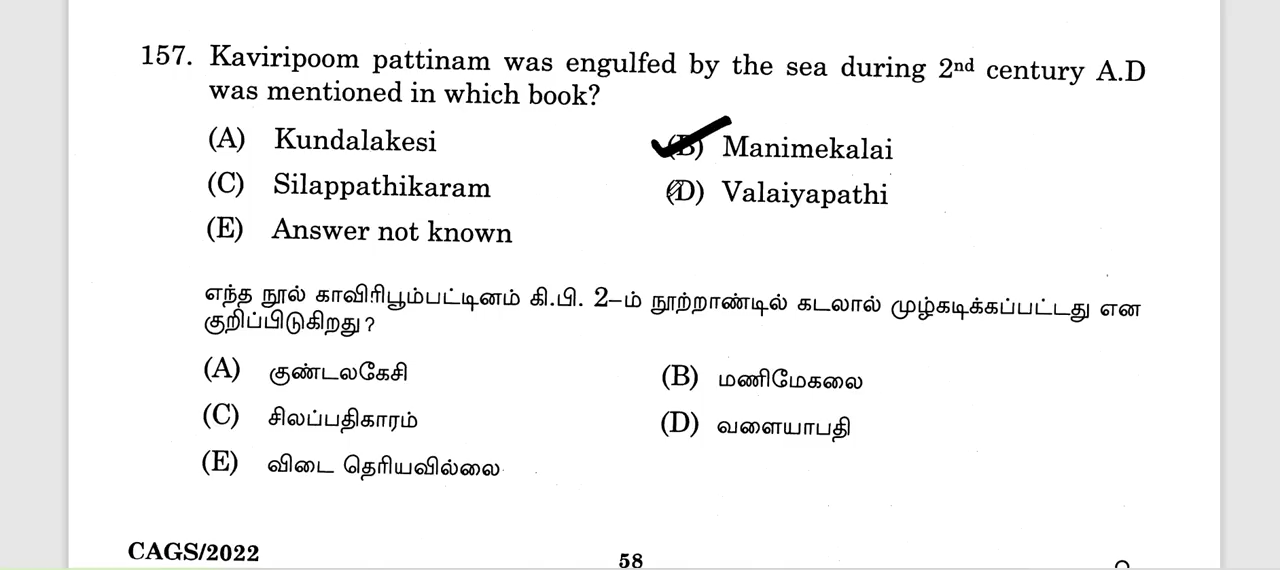 157. Kaviripoom pattinam was engulfed by the sea during 2nd century A.D
was mentioned in which book?
(A) Kundalakesi (B) Manimekalai
(C) Silappathikaram (D) Valaiyapathi
(E) Answer not known
எந்த நூல் காவிரிபூம்பட்டினம் கி.பி. 2-ம் நூற்றாண்டில் கடலால் முழ்கடிக்கப்பட்டது என
குறிப்பிடுகிறது?
(A) குண்டலகேசி (B) மணிமேகலை
(C) சிலப்பதிகாரம் (D) வளையாபதி
(E) விடை தெரியவில்லை
CAGS/2022 58